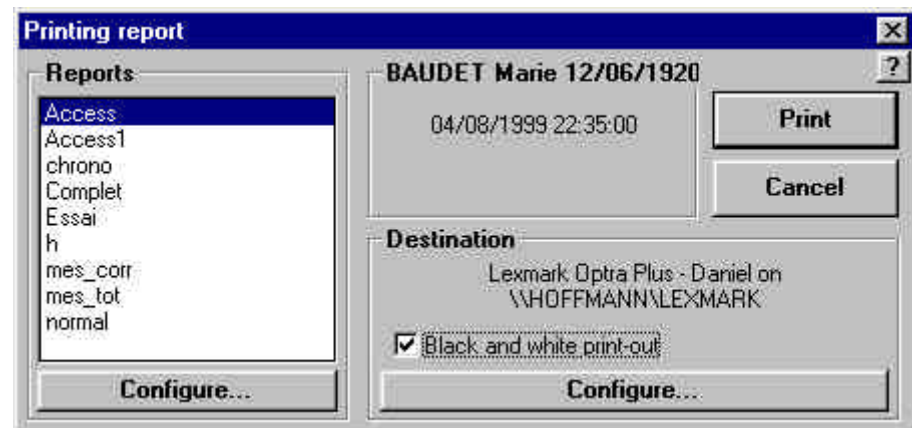 Printing report
?
Reports
Access
Access1
chrono
Complet
Essai
h
mes_corr
mes_tot
normal
Configure...
BAUDET Marie 12/06/1920
04/08/1999 22:35:00
Print
Cancel
Destination
Lexmark Optra Plus - Daniel on
\\HOFFMANN\LEXMARK
Black and white print-out
Configure...